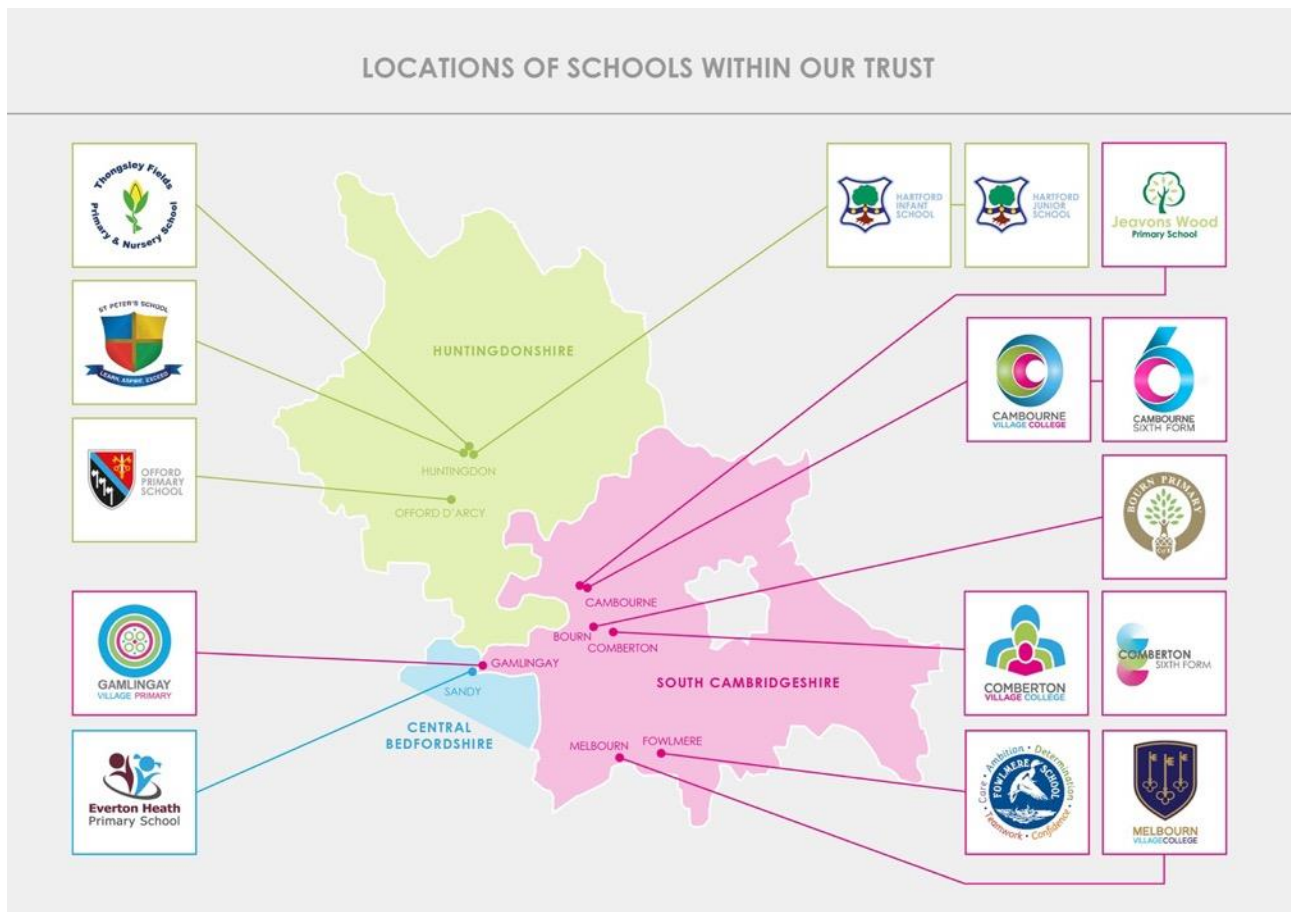 LOCATIONS OF SCHOOLS WITHIN OUR TRUST
Thongsley Fields
Primary & Nursery School
ST PETER'S SCHOOL
LEARN, ASPIRE, EXCEED
OFFORD
PRIMARY
SCHOOL
GAMLINGAY
VILLAGE PRIMARY
Everton Heath
Primary School
HUNTINGDONSHIRE
HUNTINGDON
OFFORD D'ARCY
CAMBOURNE
BOURN
COMBERTON
GAMLINGAY
SANDY
SOUTH CAMBRIDGESHIRE
CENTRAL
BEDFORDSHIRE
MELBOURN
FOWLMERE
HARTFORD
INFANT
SCHOOL
HARTFORD
JUNIOR
SCHOOL
Jeavons Wood
Primary School
CAMBOURNE
VILLAGE COLLEGE
CAMBOURNE
SIXTH FORM
BOURN PRIMARY
COMBERTON
VILLAGE COLLEGE
COMBERTON
SIXTH FORM
Care • Ambition • Determination
FOWLMERE SCHOOL
Teamwork • Confidence
MELBOURN
VILLAGECOLLEGE